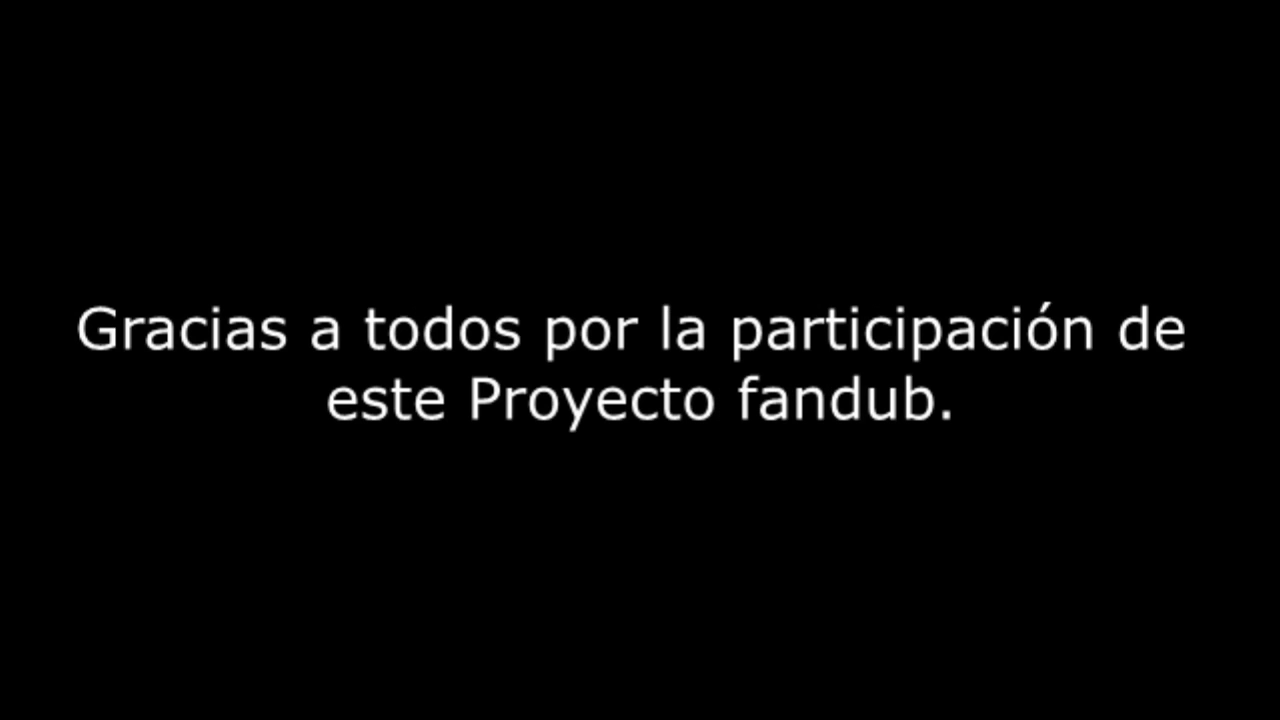 Gracias a todos por la participación de
este Proyecto fandub.